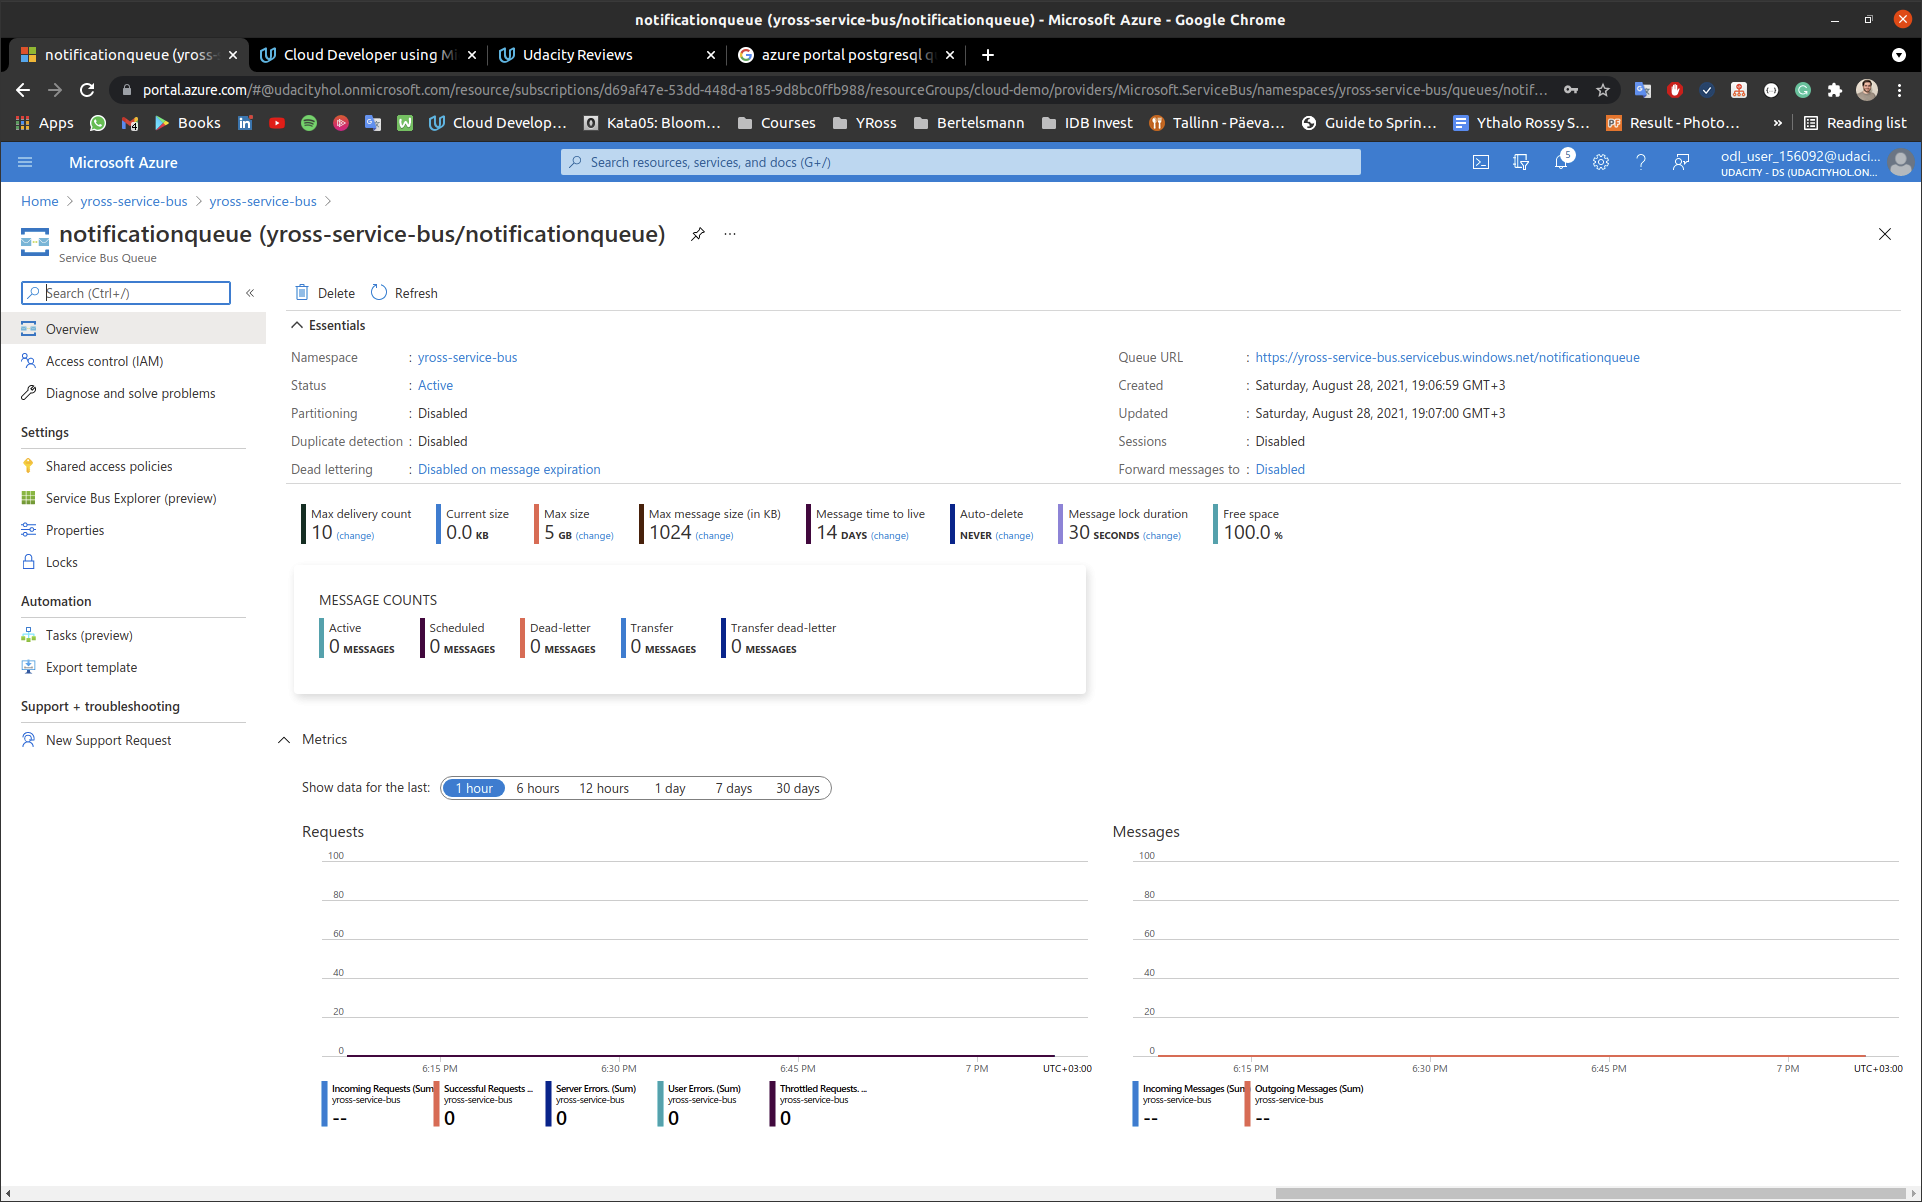 notificationqueue (yross-service-bus/notificationqueue) - Microsoft Azure - Google Chrome
notificationqueue (yross- Cloud Developer using Mi Udacity Reviews azure portal postgresql q
portal.azure.com/#@udacityhol.onmicrosoft.com/resource/subscriptions/d69af47e-53dd-448d-a185-9d8bc0ffb988/resourceGroups/cloud-demo/providers/Microsoft.ServiceBus/namespaces/yross-service-bus/queues/notif...
Apps 4 Books Cloud Develop... Kata05: Bloom... Courses YRoss Bertelsmann IDB Invest Tallinn - Päeva... Guide to Sprin... Ythalo Rossy S... Result - Photo... » Reading list
Microsoft Azure Search resources, services, and docs (G+/) 5 odl_user_156092@udaci...
UDACITY - DS (UDACITYHOL.ON...
Home > yross-service-bus > yross-service-bus >
notificationqueue (yross-service-bus/notificationqueue) ...
Service Bus Queue
Search (Ctrl+/) «
Overview
Access control (IAM)
Diagnose and solve problems
Settings
Shared access policies
Service Bus Explorer (preview)
Properties
Locks
Automation
Tasks (preview)
Export template
Support + troubleshooting
New Support Request
Delete Refresh
Essentials
Namespace : yross-service-bus
Status : Active
Partitioning : Disabled
Duplicate detection : Disabled
Dead lettering : Disabled on message expiration
Queue URL : https://yross-service-bus.servicebus.windows.net/notificationqueue
Created : Saturday, August 28, 2021, 19:06:59 GMT+3
Updated : Saturday, August 28, 2021, 19:07:00 GMT+3
Sessions : Disabled
Forward messages to : Disabled
Max delivery count Current size Max size Max message size (in KB) Message time to live Auto-delete Message lock duration Free space
10 (change) 0.0 KB 5 GB (change) 1024 (change) 14 DAYS (change) NEVER (change) 30 SECONDS (change) 100.0 %
MESSAGE COUNTS
Active Scheduled Dead-letter Transfer Transfer dead-letter
0 MESSAGES 0 MESSAGES 0 MESSAGES 0 MESSAGES 0 MESSAGES
Metrics
Show data for the last: 1 hour 6 hours 12 hours 1 day 7 days 30 days
Requests
100
80
60
40
20
0
6:15 PM 6:30 PM 6:45 PM 7 PM UTC+03:00
Incoming Requests (Sum Successful Requests ... Server Errors. (Sum) User Errors. (Sum) Throttled Requests. ...
yross-service-bus yross-service-bus yross-service-bus yross-service-bus yross-service-bus
-- 0 0 0 0
Messages
100
80
60
40
20
0
6:15 PM 6:30 PM 6:45 PM 7 PM UTC+03:00
Incoming Messages (Sum Outgoing Messages (Sum)
yross-service-bus yross-service-bus
-- --